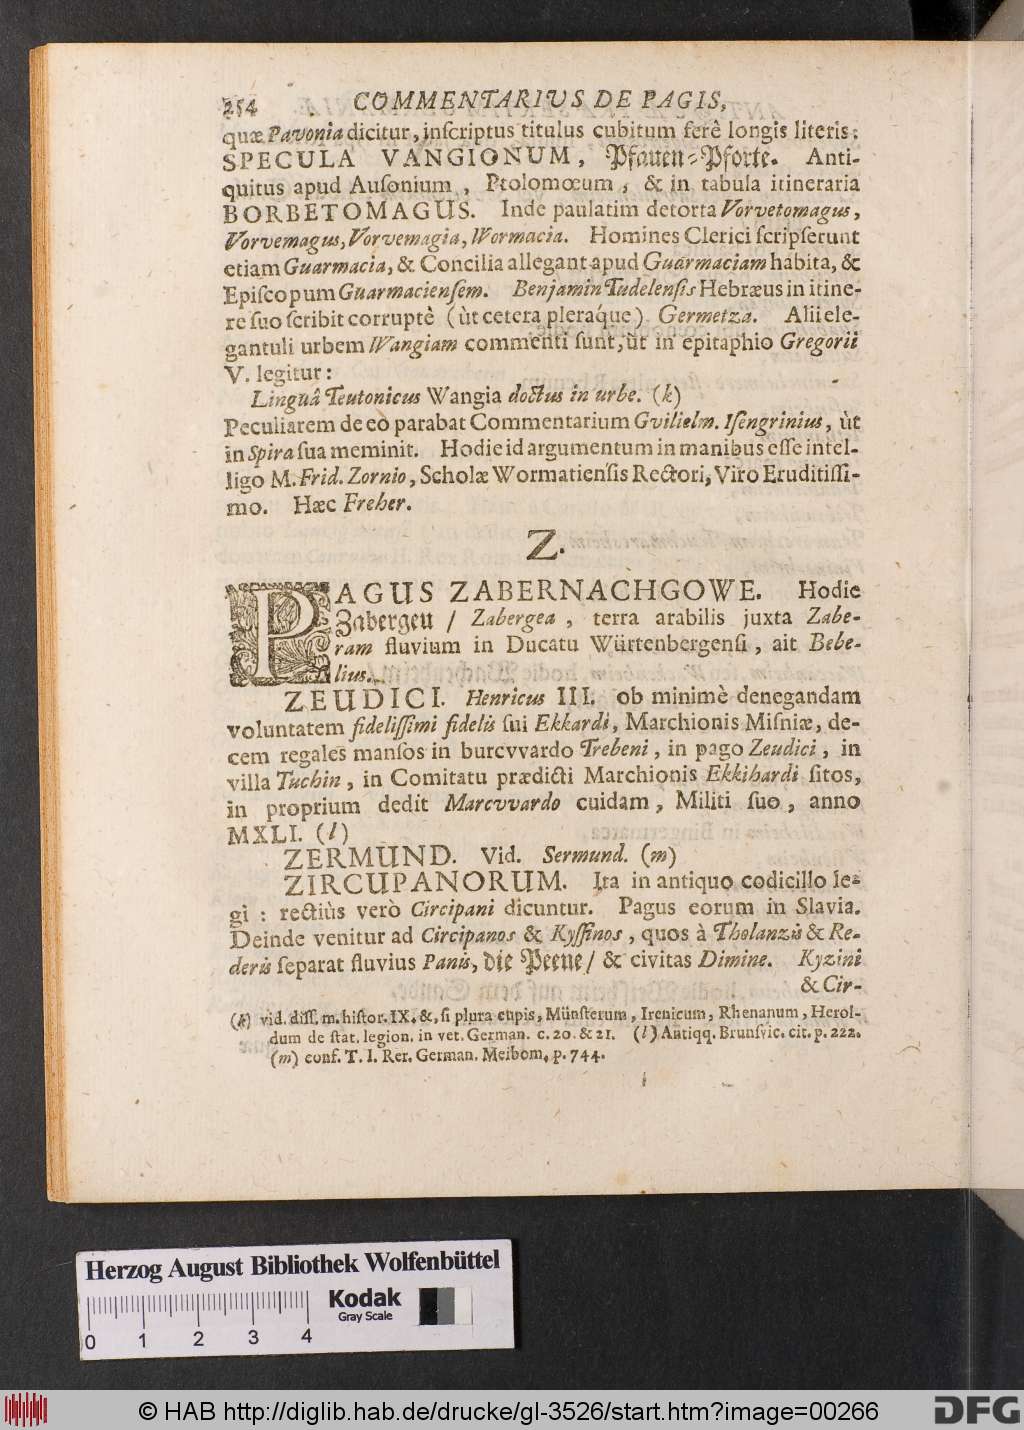 254 COMMENTARIUS DE PAGIS,
quæ Pavonia dicitur, inſcriptus titulus cubitum ferê longis literis:
SPECULA VANGIONUM, Pfauen-Pforte. Anti-
quitus apud Auſonium, Ptolomœum, & in tabula itineraria
BORBETOMAGUS. Inde paulatim detorta Vorvetomagus,
Vorvemagus, Vorvemagia, Wormacia. Homines Clerici ſcripſerunt
etiam Guarmacia, & Concilia allegant apud Guarmaciam habita, &
Epiſcopum Guarmacienſem. Benjamin Tudelenſis Hebræus in itine-
re ſuo ſcribit corruptè (ùt cetera pleraque) Germetza. Alii ele-
gantuli urbem Wangiam commenti ſunt, ùt in epitaphio Gregorii
V. legitur:
Linguâ Teutonicus Wangia doctus in urbe. (k)
Peculiarem de eo parabat Commentarium Gvilielm. Iſengrinius, ùt
in Spira ſua meminit. Hodie id argumentum in manibus eſſe intel-
ligo M. Frid. Zornio, Scholæ Wormatienſis Rectori, Viro Eruditiſſi-
mo. Hæc Freher.
Z.
PAGUS ZABERNACHGOWE. Hodie
Zabergeu / Zabergea, terra arabilis juxta Zabe-
ram fluvium in Ducatu Würtenbergenſi, ait Bebe-
lius.
ZEUDICI. Henricus III. ob minimè denegandam
voluntatem fideliſſimi fidelis ſui Ekkardi, Marchionis Miſniæ, de-
cem regales manſos in burcvvardo Trebeni, in pago Zeudici, in
villa Tuchin, in Comitatu prædicti Marchionis Ekkihardi ſitos,
in proprium dedit Marcvvardo cuidam, Militi ſuo, anno
MXLI. (l)
ZERMUND. Vid. Sermund. (m)
ZIRCUPANORUM. Ita in antiquo codicillo le-
gi: rectiùs verò Circipani dicuntur. Pagus eorum in Slavia.
Deinde venitur ad Circipanos & Kyſſinos, quos à Tholanzis & Re-
deris ſeparat fluvius Panis, die Peene / & civitas Dimine. Kyzini
& Cir-
(k) vid. diſſ. m. hiſtor. IX. &, ſi plura cupis, Münſterum, Irenicum, Rhenanum, Herol-
dum de ſtat. legion. in vet. German. c. 20. & 21. (l) Antiqq. Brunſvic. cit. p. 222.
(m) conf. T. I. Rer. German. Meibom. p. 744.
Herzog August Bibliothek Wolfenbüttel
Kodak
Gray Scale
0 1 2 3 4
© HAB http://diglib.hab.de/drucke/gl-3526/start.htm?image=00266
DFG